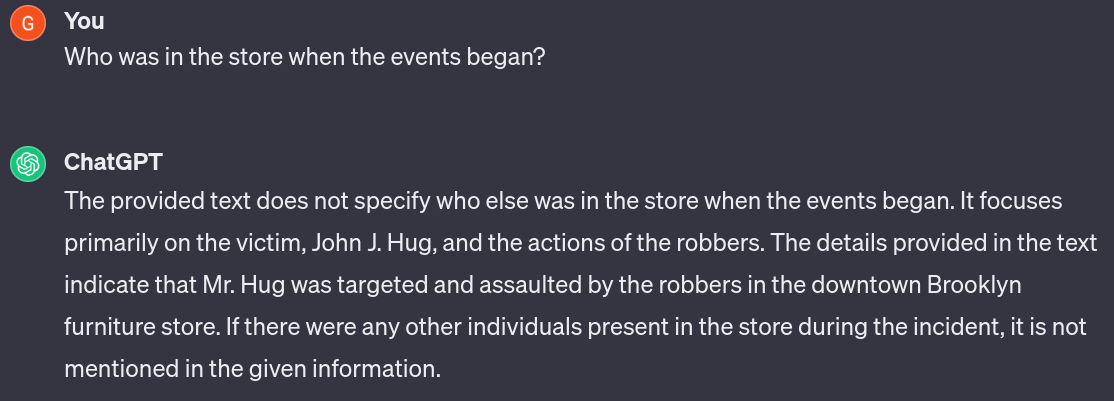 G
You
Who was in the store when the events began?
ChatGPT
The provided text does not specify who else was in the store when the events began. It focuses
primarily on the victim, John J. Hug, and the actions of the robbers. The details provided in the text
indicate that Mr. Hug was targeted and assaulted by the robbers in the downtown Brooklyn
furniture store. If there were any other individuals present in the store during the incident, it is not
mentioned in the given information.